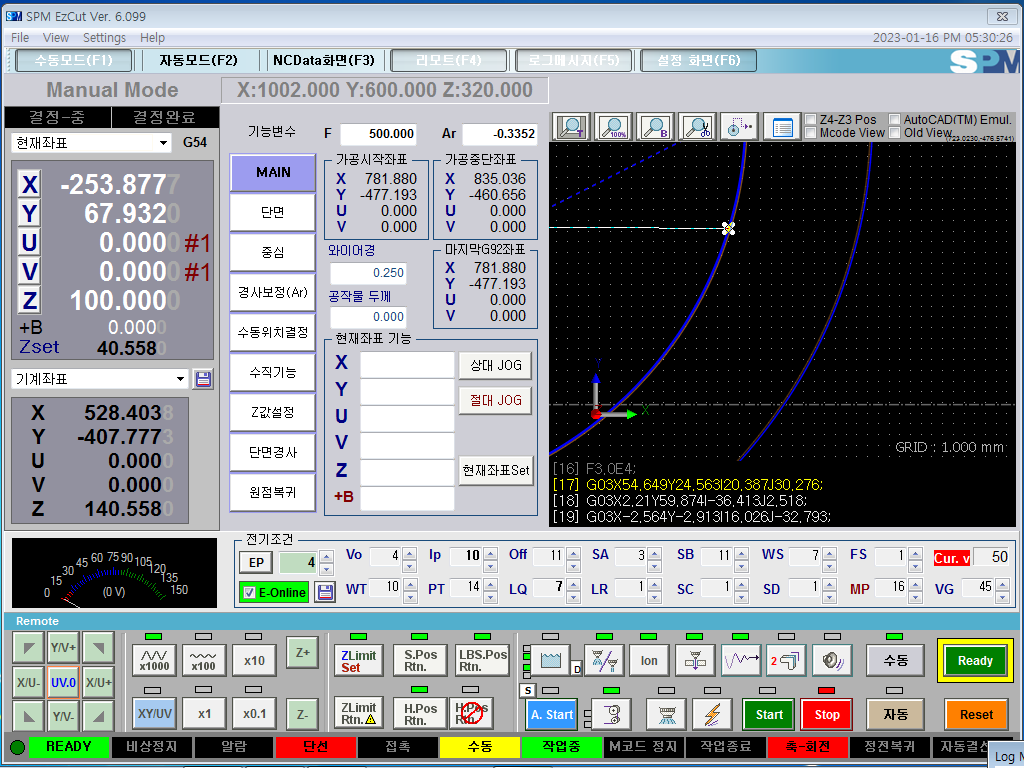 SPM EzCut Ver. 6.099
File View Settings Help
2023-01-16 PM 05:30:26
수동모드(F1) 자동모드(F2) NCData화면(F3) 리모트(F4) 로그메시지(F5) 설정 화면(F6)
SPM
Manual Mode
X:1002.000 Y:600.000 Z:320.000
결정-중 결정완료
현재좌표 G54
X -253.8777
Y 67.9320
U 0.0000 #1
V 0.0000 #1
Z 100.0000
+B 0.0000
Zset 40.5580
기계좌표
X 528.4038
Y -407.7773
U 0.0000
V 0.0000
Z 140.5580
기능변수 F 500.000 Ar -0.3352
MAIN
단면
중심
경사보정(Ar)
수동위치결정
수직기능
Z값설정
단면경사
원점복귀
가공시작좌표
X 781.880
Y -477.193
U 0.000
V 0.000
가공중단좌표
X 835.036
Y -460.656
U 0.000
V 0.000
와이어경
0.250
공작물 두께
0.000
마지막G92좌표
X 781.880
Y -477.193
U 0.000
V 0.000
현재좌표 기능
X
Y
U
V
Z
+B
상대 JOG
절대 JOG
현재좌표Set
T 100% B
Z4-Z3 Pos AutoCAD(TM) Emul.
Mcode View Old View
(723.0230,-476.5741)
Y
X
GRID : 1.000 mm
[16] F3,0E4;
[17] G03X54,649Y24,563I20,387J30,276;
[18] G03X2,21Y59,874I-36,413J2,518;
[19] G03X-2,564Y-2,913I16,026J-32,793;
0 15 30 45 60 75 90 105 120 135 150
(0 V)
전기조건
EP 4 Vo 4 Ip 10 Off 11 SA 3 SB 11 WS 7 FS 1 Cur. v 50
E-Online WT 10 PT 14 LQ 7 LR 1 SC 1 SD 1 MP 16 VG 45
Remote
Y/V+
X/U- UV.0 X/U+
Y/V-
x1000 x100 x10 Z+
XY/UV x1 x0.1 Z-
ZLimit Set S.Pos Rtn. LBS.Pos Rtn.
ZLimit Rtn. H.Pos Rtn.
D Ion 2 수동 Ready
S A. Start Start Stop 자동 Reset
READY 비상정지 알람 단선 접촉 수동 작업중 M코드 정지 작업종료 축-회전 정전복귀
Log M